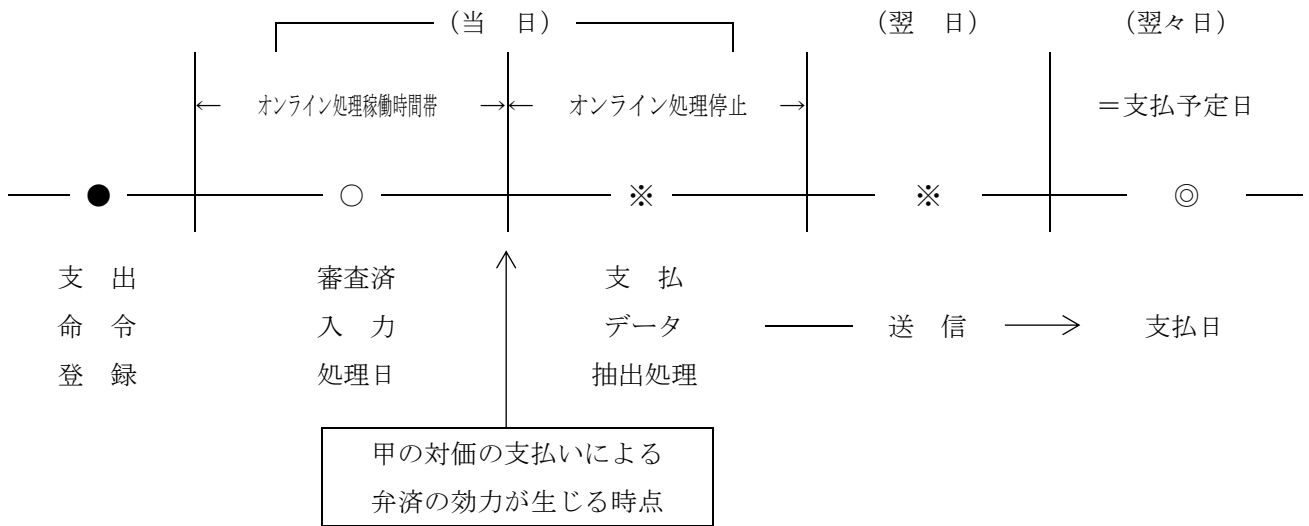 （当　日）　（翌　日）　（翌々日）
← オンライン処理稼働時間帯 →← オンライン処理停止 →　＝支払予定日
●　○　※　※　◎
支　出　審査済　支　払
命　令　入　力　データ　送　信　支払日
登　録　処理日　抽出処理
甲の対価の支払いによる
弁済の効力が生じる時点